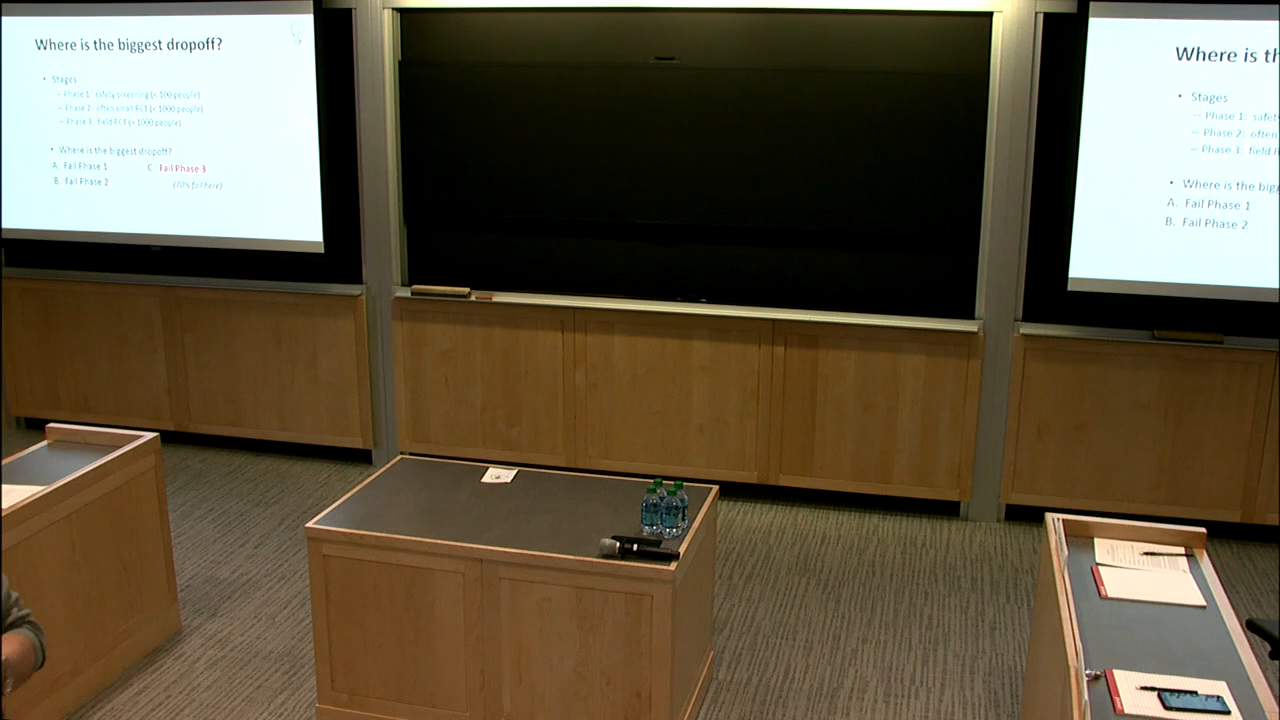 Where is the biggest dropoff?
• Stages
– Phase 1: safety screening (< 100 people)
– Phase 2: often small RCT (< 1000 people)
– Phase 3: field RCT (> 1000 people)
• Where is the biggest dropoff?
A. Fail Phase 1
C. Fail Phase 3
B. Fail Phase 2
(70% fail here)
Where is th
• Stages
– Phase 1: safet
– Phase 2: often
– Phase 3: field R
• Where is the bigg
A. Fail Phase 1
B. Fail Phase 2